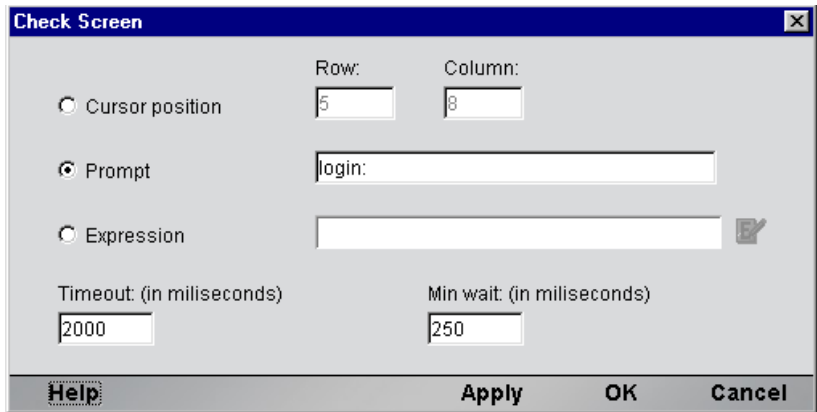 Check Screen
Row: Column:
Cursor position 5 8
Prompt login:
Expression
Timeout: (in miliseconds) Min wait: (in miliseconds)
2000 250
Help Apply OK Cancel